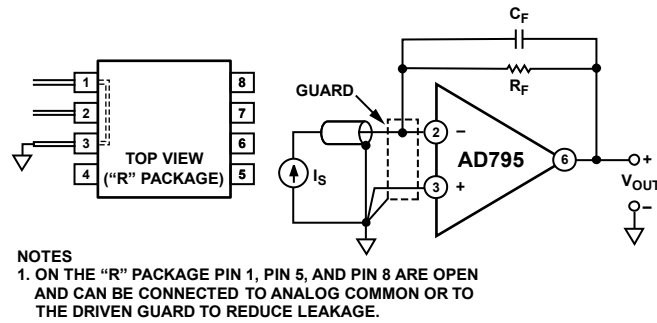 1
2
3
4
8
7
6
5
TOP VIEW
("R" PACKAGE)
GUARD
IS
CF
RF
2
−
3
+
AD795
6
+
VOUT
−
NOTES
1. ON THE "R" PACKAGE PIN 1, PIN 5, AND PIN 8 ARE OPEN
AND CAN BE CONNECTED TO ANALOG COMMON OR TO
THE DRIVEN GUARD TO REDUCE LEAKAGE.